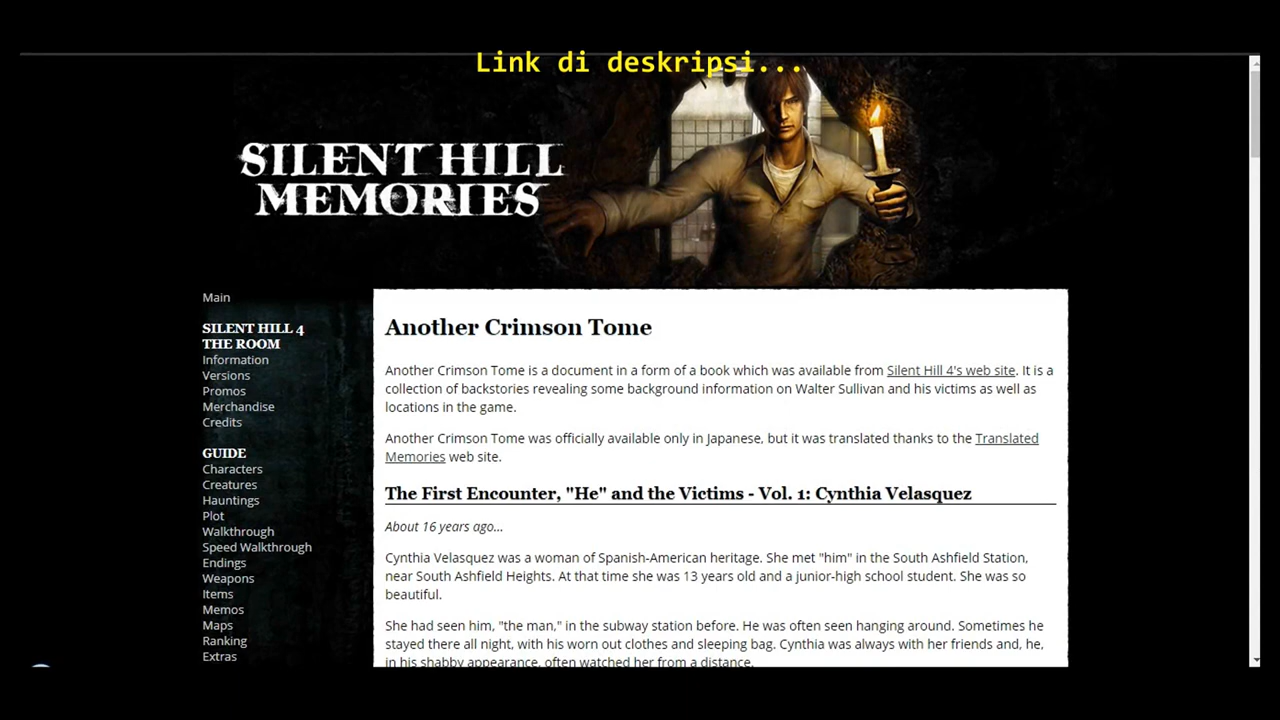 Link di deskripsi...
SILENT HILL
MEMORIES
Main
SILENT HILL 4
THE ROOM
Information
Versions
Promos
Merchandise
Credits
GUIDE
Characters
Creatures
Hauntings
Plot
Walkthrough
Speed Walkthrough
Endings
Weapons
Items
Memos
Maps
Ranking
Extras
Another Crimson Tome
Another Crimson Tome is a document in a form of a book which was available from Silent Hill 4's web site. It is a
collection of backstories revealing some background information on Walter Sullivan and his victims as well as
locations in the game.
Another Crimson Tome was officially available only in Japanese, but it was translated thanks to the Translated
Memories web site.
The First Encounter, "He" and the Victims - Vol. 1: Cynthia Velasquez
About 16 years ago...
Cynthia Velasquez was a woman of Spanish-American heritage. She met "him" in the South Ashfield Station,
near South Ashfield Heights. At that time she was 13 years old and a junior-high school student. She was so
beautiful.
She had seen him, "the man," in the subway station before. He was often seen hanging around. Sometimes he
stayed there all night, with his worn out clothes and sleeping bag. Cynthia was always with her friends and, he,
in his shabby appearance, often watched her from a distance.